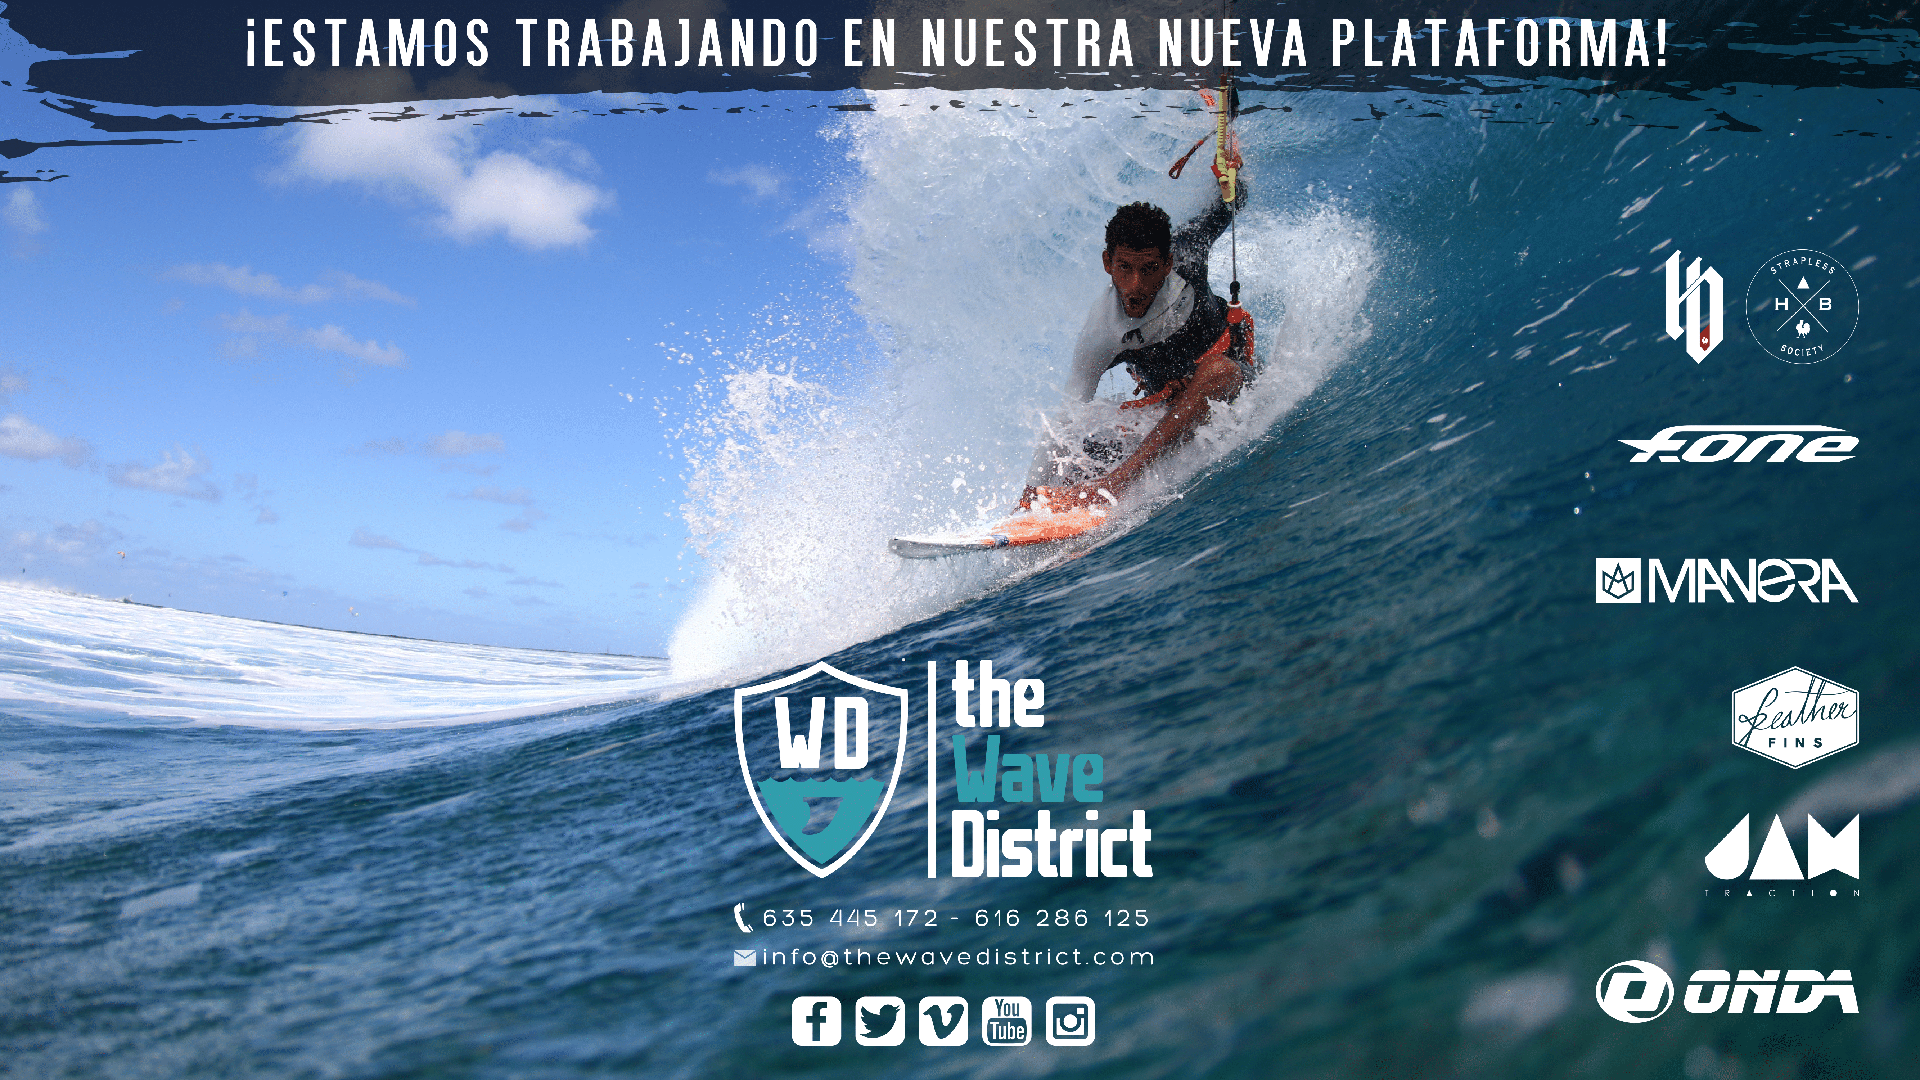 ¡ESTAMOS TRABAJANDO EN NUESTRA NUEVA PLATAFORMA!
STRAPLESS
H B
SOCIETY
f-one
MANERA
feather
FINS
JAM
TRACTION
ONDA
WD
the
Wave
District
635 445 172 - 616 286 125
info@thewavedistrict.com
You
Tube